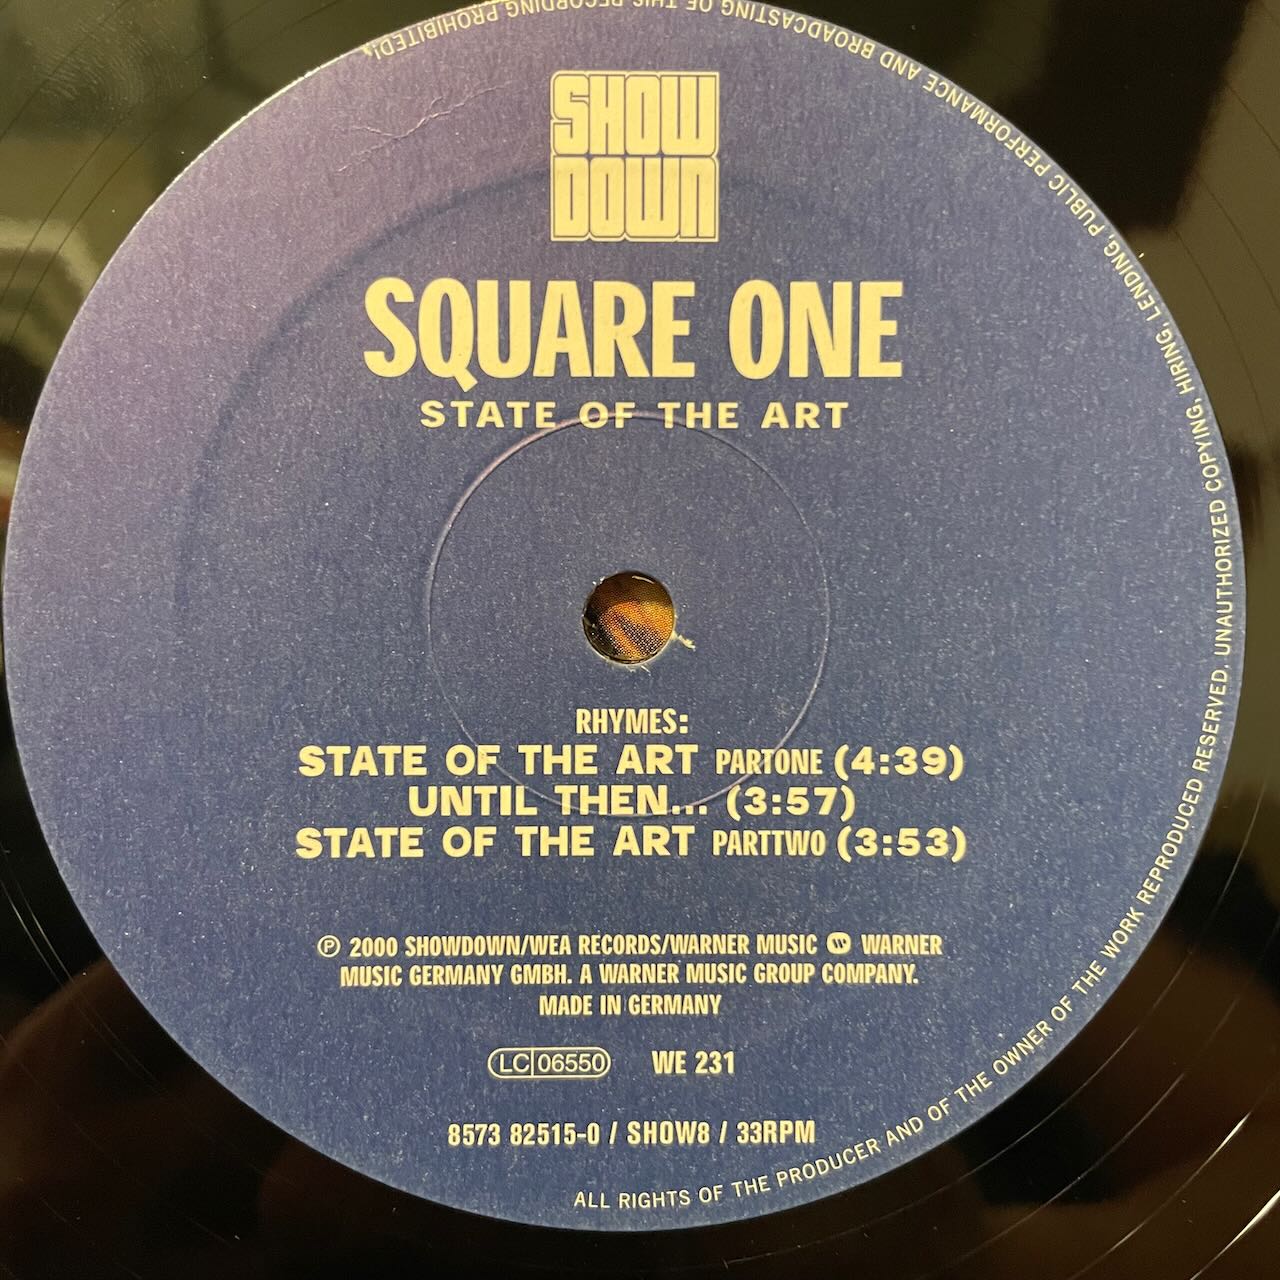 SHOW
DOWN
SQUARE ONE
STATE OF THE ART
RHYMES:
STATE OF THE ART PARTONE (4:39)
UNTIL THEN... (3:57)
STATE OF THE ART PARTTWO (3:53)
℗ 2000 SHOWDOWN/WEA RECORDS/WARNER MUSIC WARNER
MUSIC GERMANY GMBH. A WARNER MUSIC GROUP COMPANY.
MADE IN GERMANY
LC 06550 WE 231
8573 82515-0 / SHOW8 / 33RPM
ALL RIGHTS OF THE PRODUCER AND OF THE OWNER OF THE WORK REPRODUCED RESERVED. UNAUTHORIZED COPYING, HIRING, LENDING, PUBLIC PERFORMANCE AND BROADCASTING OF THIS RECORDING PROHIBITED!